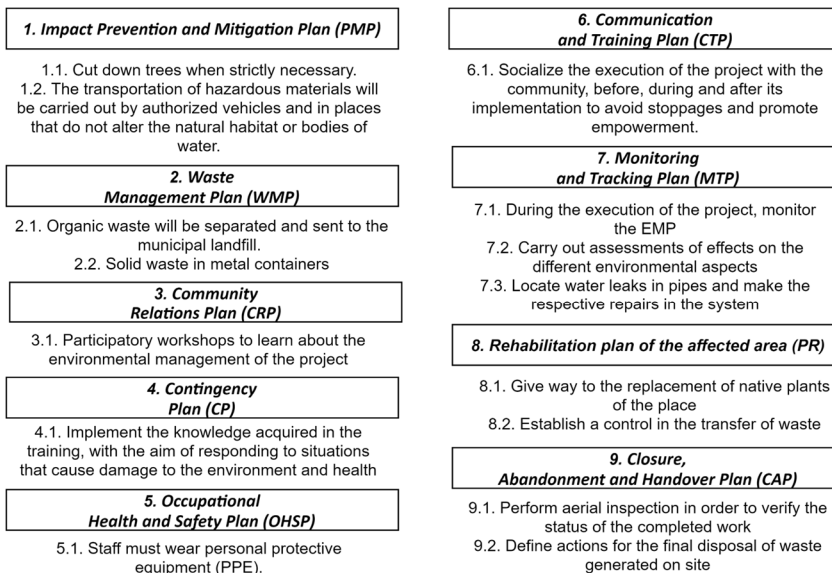 1. Impact Prevention and Mitigation Plan (PMP)
1.1. Cut down trees when strictly necessary.
1.2. The transportation of hazardous materials will
be carried out by authorized vehicles and in places
that do not alter the natural habitat or bodies of
water.
2. Waste
Management Plan (WMP)
2.1. Organic waste will be separated and sent to the
municipal landfill.
2.2. Solid waste in metal containers
3. Community
Relations Plan (CRP)
3.1. Participatory workshops to learn about the
environmental management of the project
4. Contingency
Plan (CP)
4.1. Implement the knowledge acquired in the
training, with the aim of responding to situations
that cause damage to the environment and health
5. Occupational
Health and Safety Plan (OHSP)
5.1. Staff must wear personal protective
equipment (PPE).
6. Communication
and Training Plan (CTP)
6.1. Socialize the execution of the project with the
community, before, during and after its
implementation to avoid stoppages and promote
empowerment.
7. Monitoring
and Tracking Plan (MTP)
7.1. During the execution of the project, monitor
the EMP
7.2. Carry out assessments of effects on the
different environmental aspects
7.3. Locate water leaks in pipes and make the
respective repairs in the system
8. Rehabilitation plan of the affected area (PR)
8.1. Give way to the replacement of native plants
of the place
8.2. Establish a control in the transfer of waste
9. Closure,
Abandonment and Handover Plan (CAP)
9.1. Perform aerial inspection in order to verify the
status of the completed work
9.2. Define actions for the final disposal of waste
generated on site